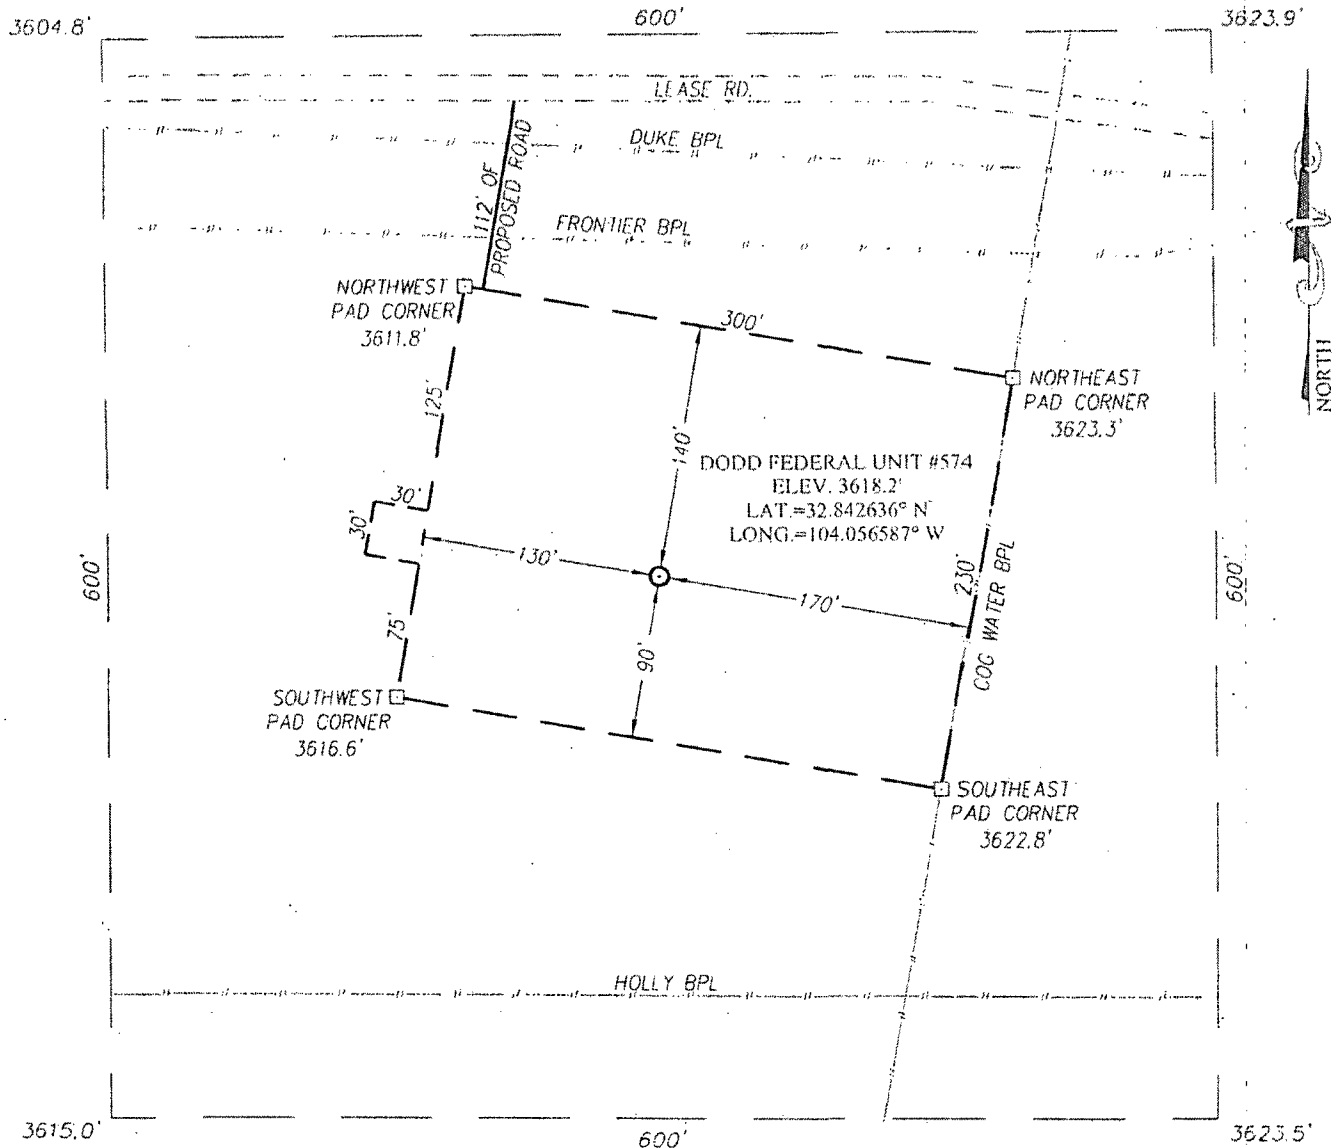 3604.8'
600'
3623.9'
LEASE RD.
DUKE BPL
112' OF
PROPOSED ROAD
FRONTIER BPL
NORTHWEST
PAD CORNER
3611.8'
300'
NORTH
NORTHEAST
PAD CORNER
3623.3'
125'
140'
DODD FEDERAL UNIT #574
ELEV. 3618.2'
LAT.=32.842636° N
LONG.=104.056587° W
30'
30'
130'
170'
230'
COG WATER BPL
600'
600'
75'
90'
SOUTHWEST
PAD CORNER
3616.6'
SOUTHEAST
PAD CORNER
3622.8'
HOLLY BPL
3615.0'
600'
3623.5'